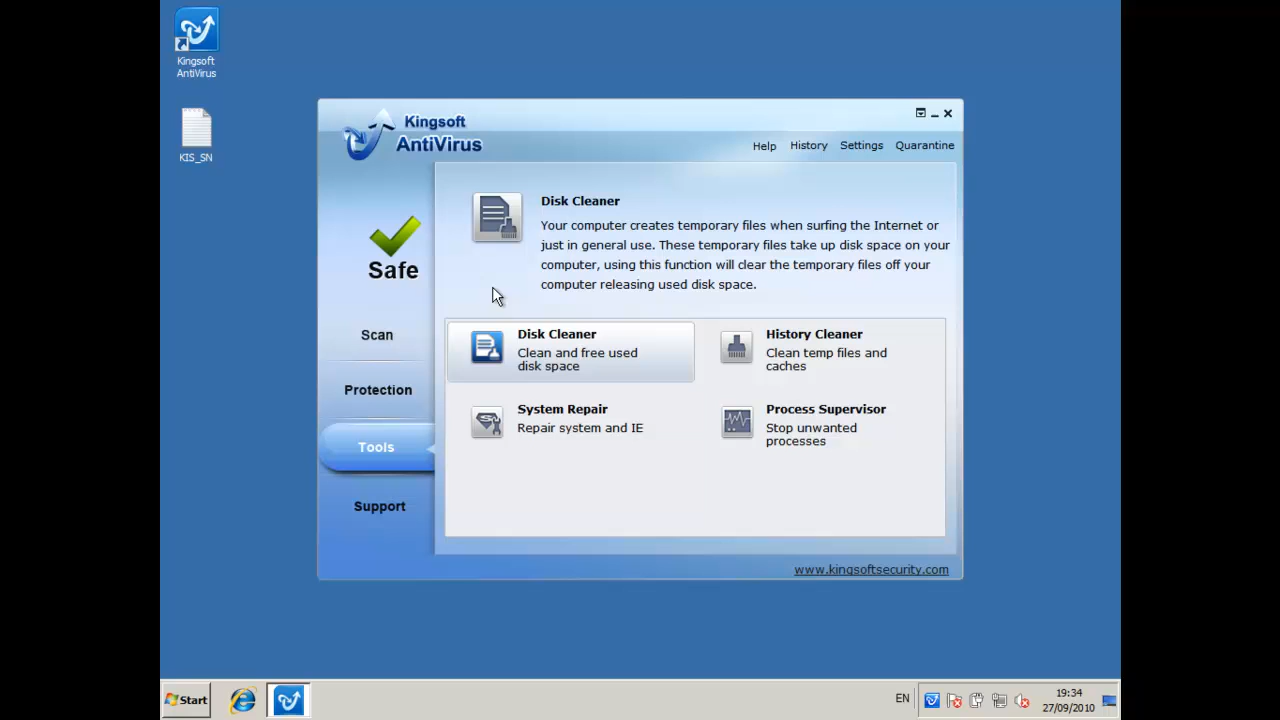 Kingsoft
AntiVirus
KIS_SN
Kingsoft
AntiVirus
Help History Settings Quarantine
Safe
Scan
Protection
Tools
Support
Disk Cleaner
Your computer creates temporary files when surfing the Internet or
just in general use. These temporary files take up disk space on your
computer, using this function will clear the temporary files off your
computer releasing used disk space.
Disk Cleaner
Clean and free used
disk space
History Cleaner
Clean temp files and
caches
System Repair
Repair system and IE
Process Supervisor
Stop unwanted
processes
www.kingsoftsecurity.com
Start
EN
19:34
27/09/2010